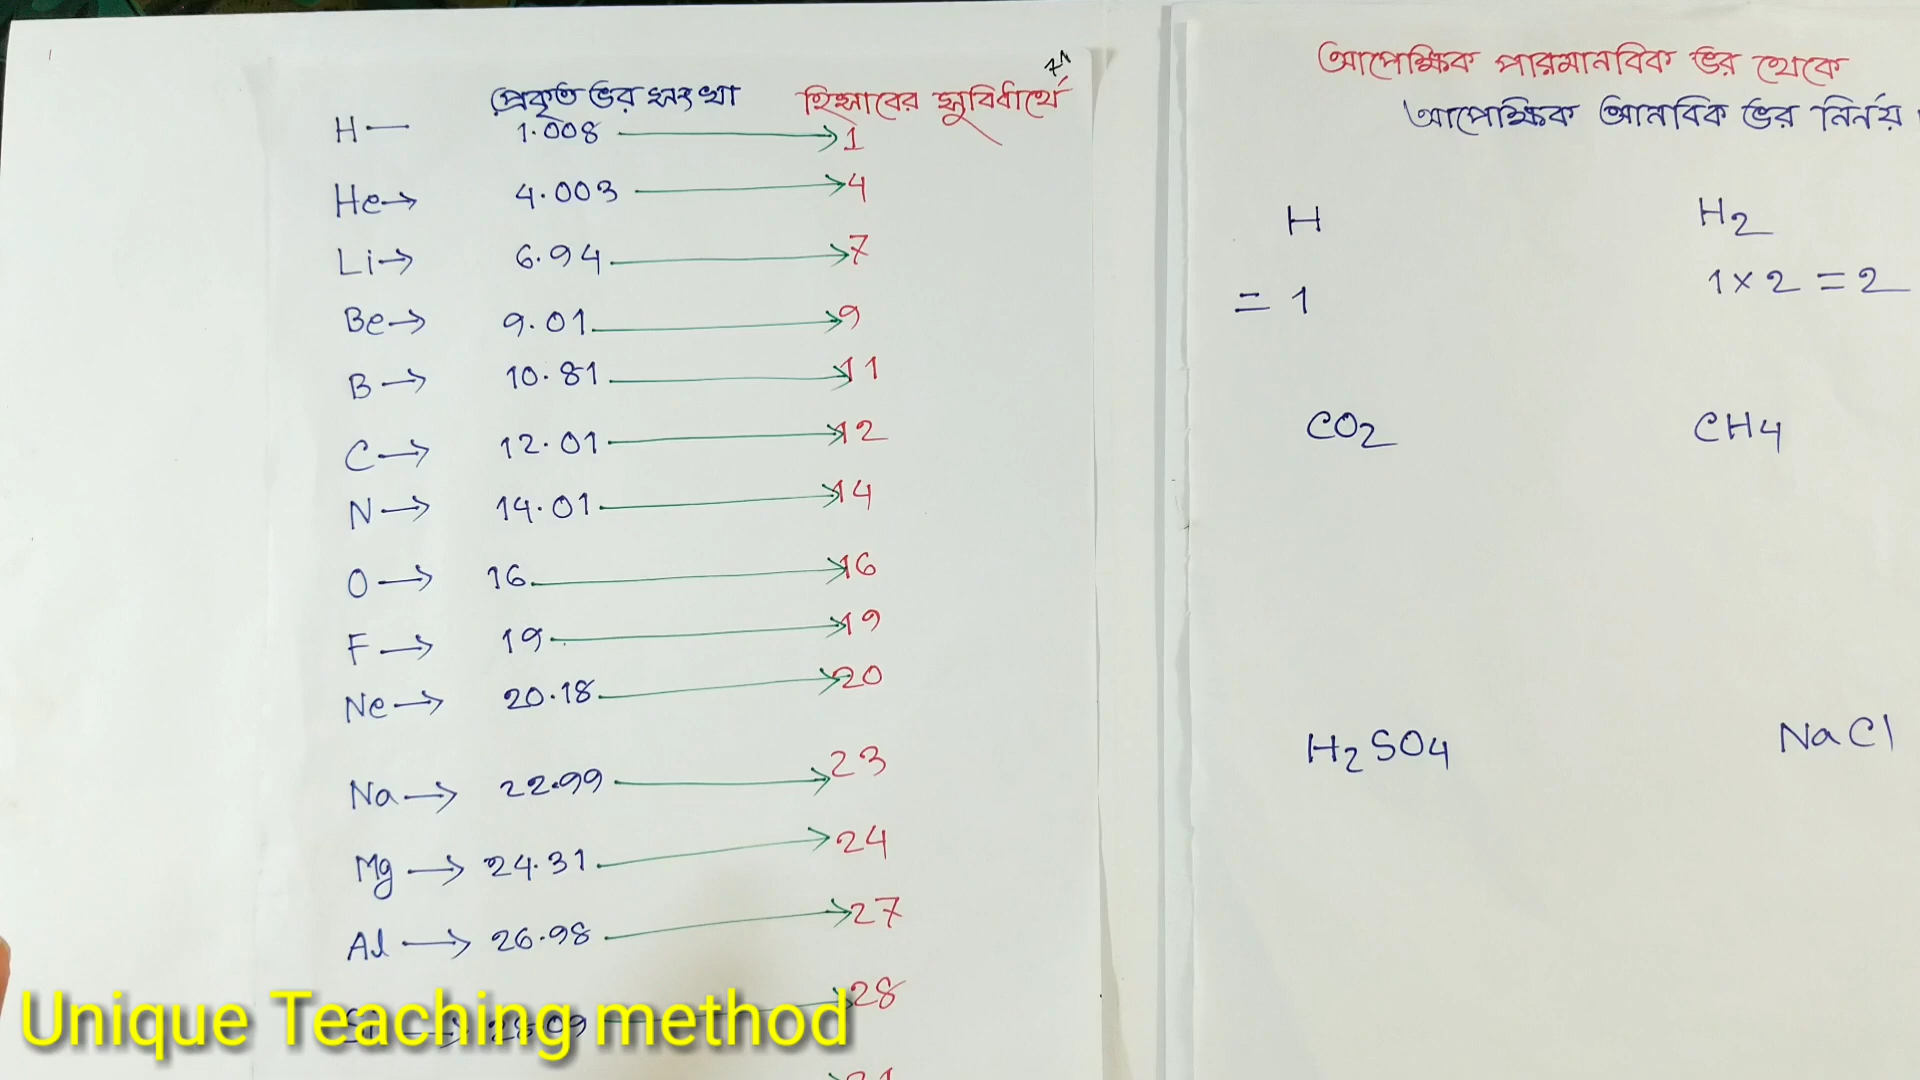 প্রকৃত ভর সংখা হিসাবের সুবিধার্থে
H — 1.008 → 1
He → 4.003 → 4
Li → 6.94 → 7
Be → 9.01 → 9
B → 10.81 → 11
C → 12.01 → 12
N → 14.01 → 14
O → 16 → 16
F → 19 → 19
Ne → 20.18 → 20
Na → 22.99 → 23
Mg → 24.31 → 24
Al → 26.98 → 27
28.09 → 28
আপেক্ষিক পারমানবিক ভর থেকে
আপেক্ষিক আনবিক ভর নির্নয়
H H2
= 1 1 × 2 = 2
CO2 CH4
H2SO4 NaCl
Unique Teaching method